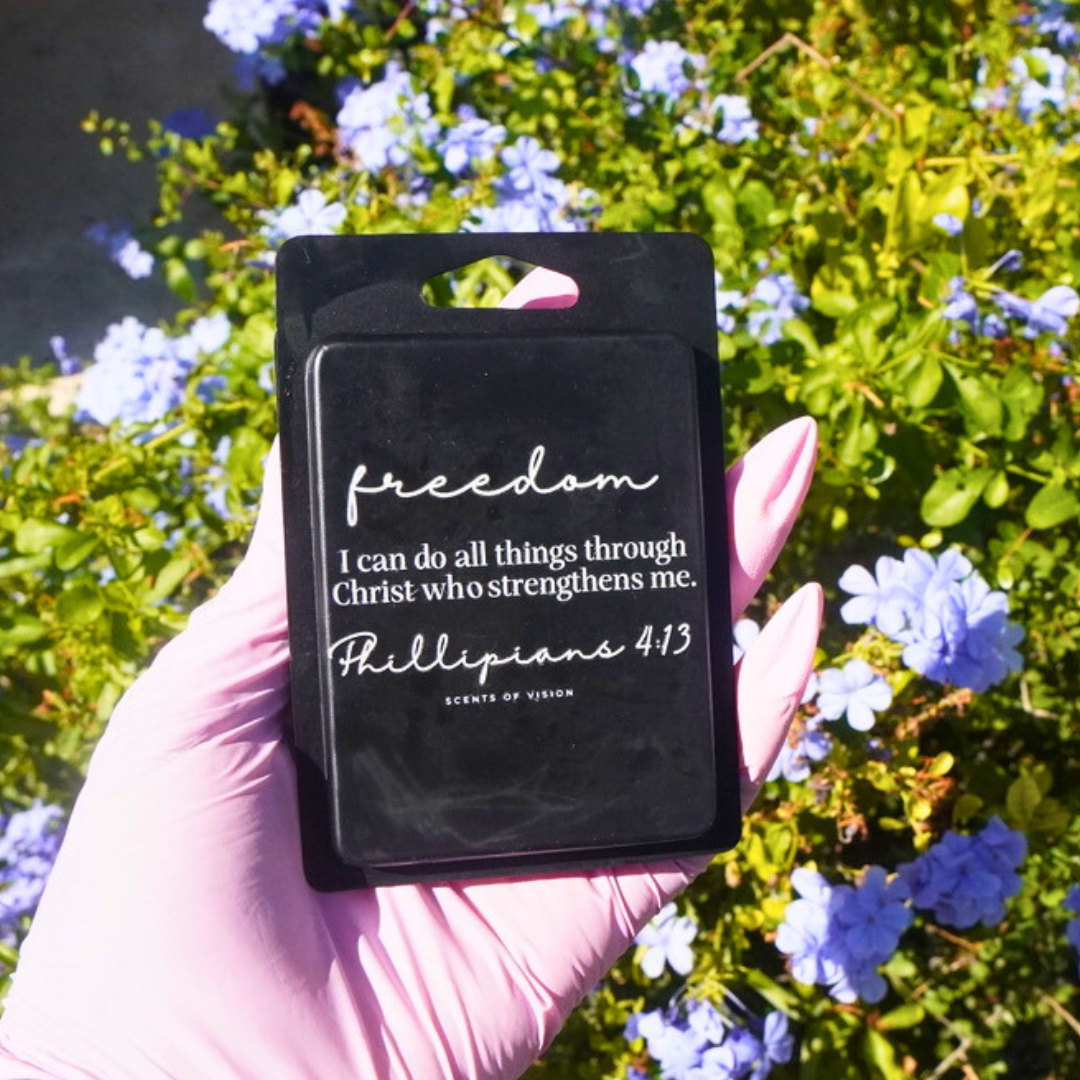 freedom
I can do all things through
Christ who strengthens me.
Phillipians 4:13
SCENTS OF VISION